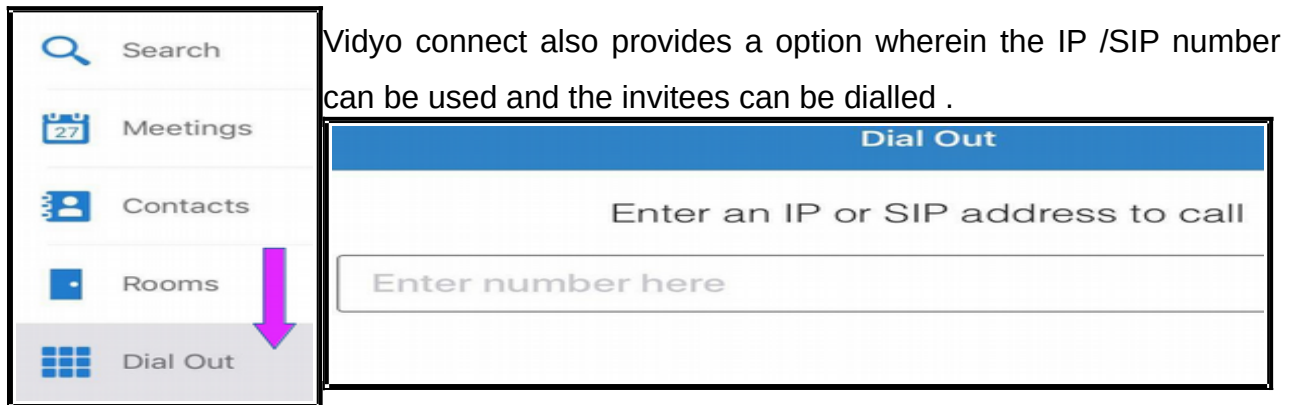 Search
Meetings
27
Contacts
Rooms
Dial Out
Vidyo connect also provides a option wherein the IP /SIP number
can be used and the invitees can be dialled .
Dial Out
Enter an IP or SIP address to call
Enter number here